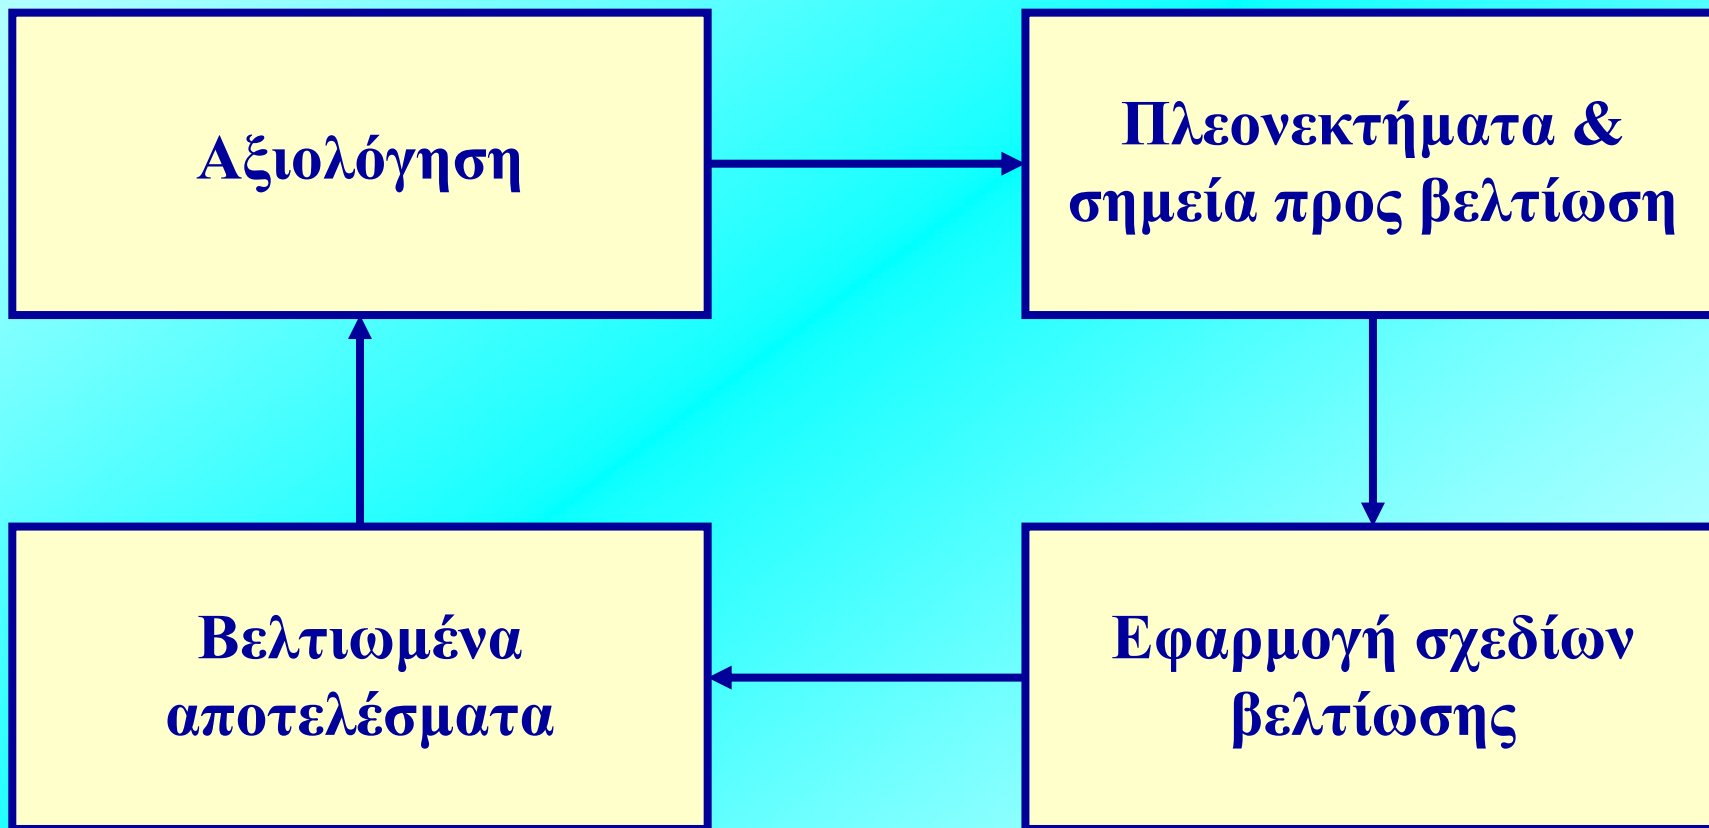 Αξιολόγηση
Πλεονεκτήματα &
σημεία προς βελτίωση
Βελτιωμένα
αποτελέσματα
Εφαρμογή σχεδίων
βελτίωσης